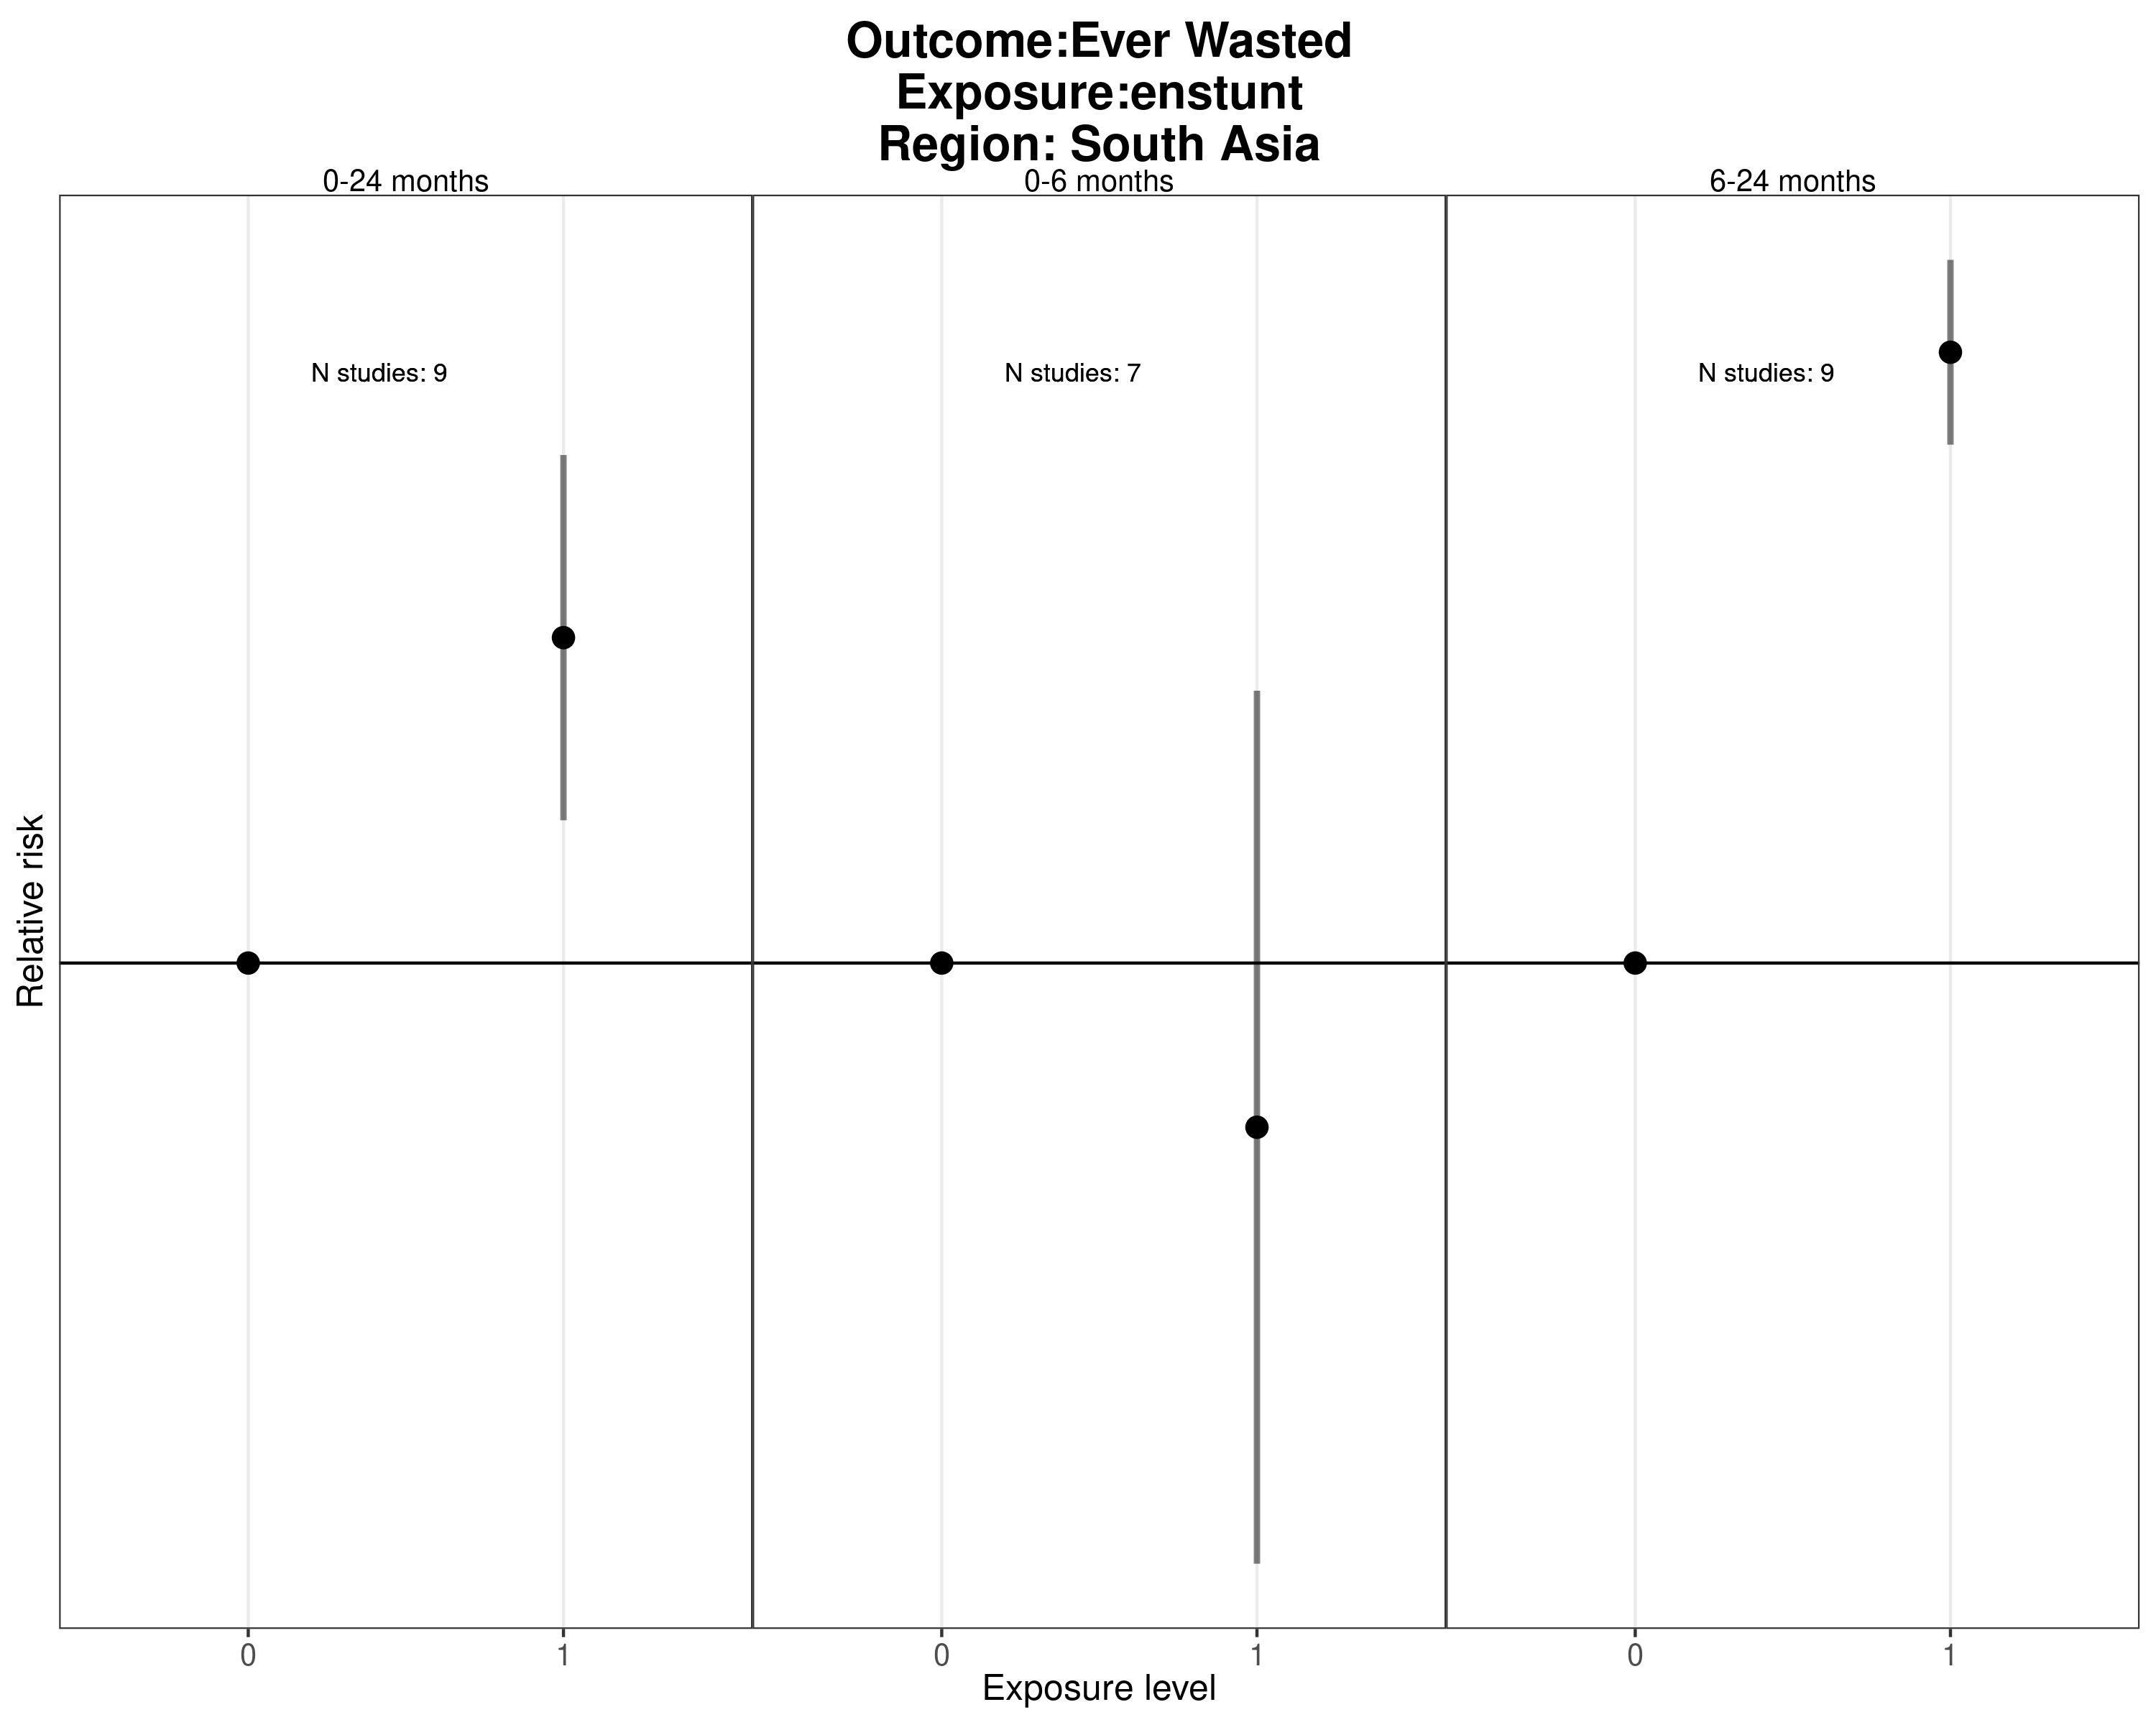 Outcome:Ever Wasted
Exposure:enstunt
Region: South Asia
0-24 months
0-6 months
6-24 months
N studies: 9
N studies: 7
N studies: 9
Relative risk
0
1
0
1
0
1
Exposure level